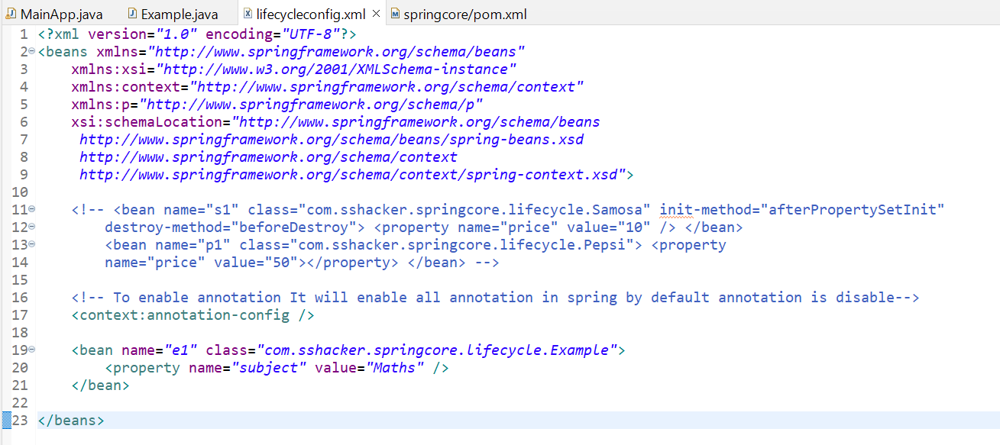 MainApp.java Example.java lifecycleconfig.xml springcore/pom.xml
1 <?xml version="1.0" encoding="UTF-8"?>
2 <beans xmlns="http://www.springframework.org/schema/beans"
3 xmlns:xsi="http://www.w3.org/2001/XMLSchema-instance"
4 xmlns:context="http://www.springframework.org/schema/context"
5 xmlns:p="http://www.springframework.org/schema/p"
6 xsi:schemaLocation="http://www.springframework.org/schema/beans
7 http://www.springframework.org/schema/beans/spring-beans.xsd
8 http://www.springframework.org/schema/context
9 http://www.springframework.org/schema/context/spring-context.xsd">
10
11 <!-- <bean name="s1" class="com.sshacker.springcore.lifecycle.Samosa" init-method="afterPropertySetInit"
12 destroy-method="beforeDestroy"> <property name="price" value="10" /> </bean>
13 <bean name="p1" class="com.sshacker.springcore.lifecycle.Pepsi"> <property
14 name="price" value="50"></property> </bean> -->
15
16 <!-- To enable annotation It will enable all annotation in spring by default annotation is disable-->
17 <context:annotation-config />
18
19 <bean name="e1" class="com.sshacker.springcore.lifecycle.Example">
20 <property name="subject" value="Maths" />
21 </bean>
22
23 </beans>